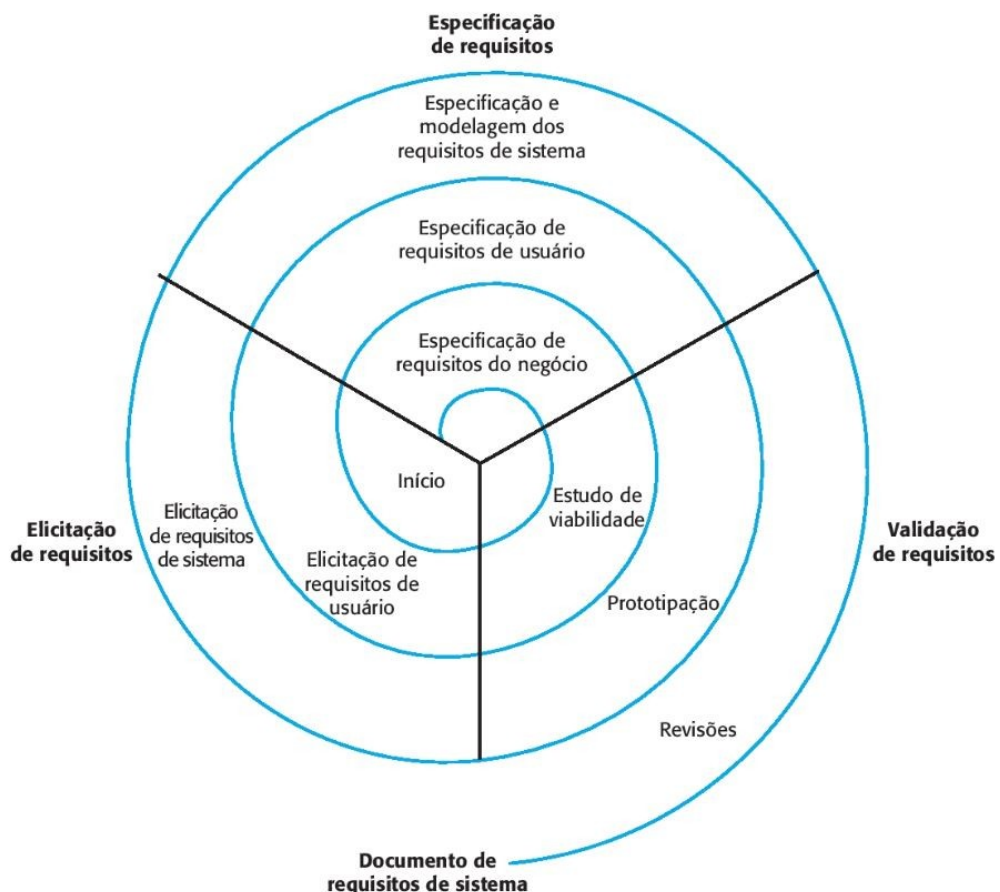 Especificação
de requisitos
Especificação e
modelagem dos
requisitos de sistema
Especificação de
requisitos de usuário
Especificação de
requisitos do negócio
Início
Estudo de
viabilidade
Elicitação
de requisitos
Elicitação
de requisitos
de sistema
Elicitação de
requisitos de
usuário
Validação
de requisitos
Prototipação
Revisões
Documento de
requisitos de sistema